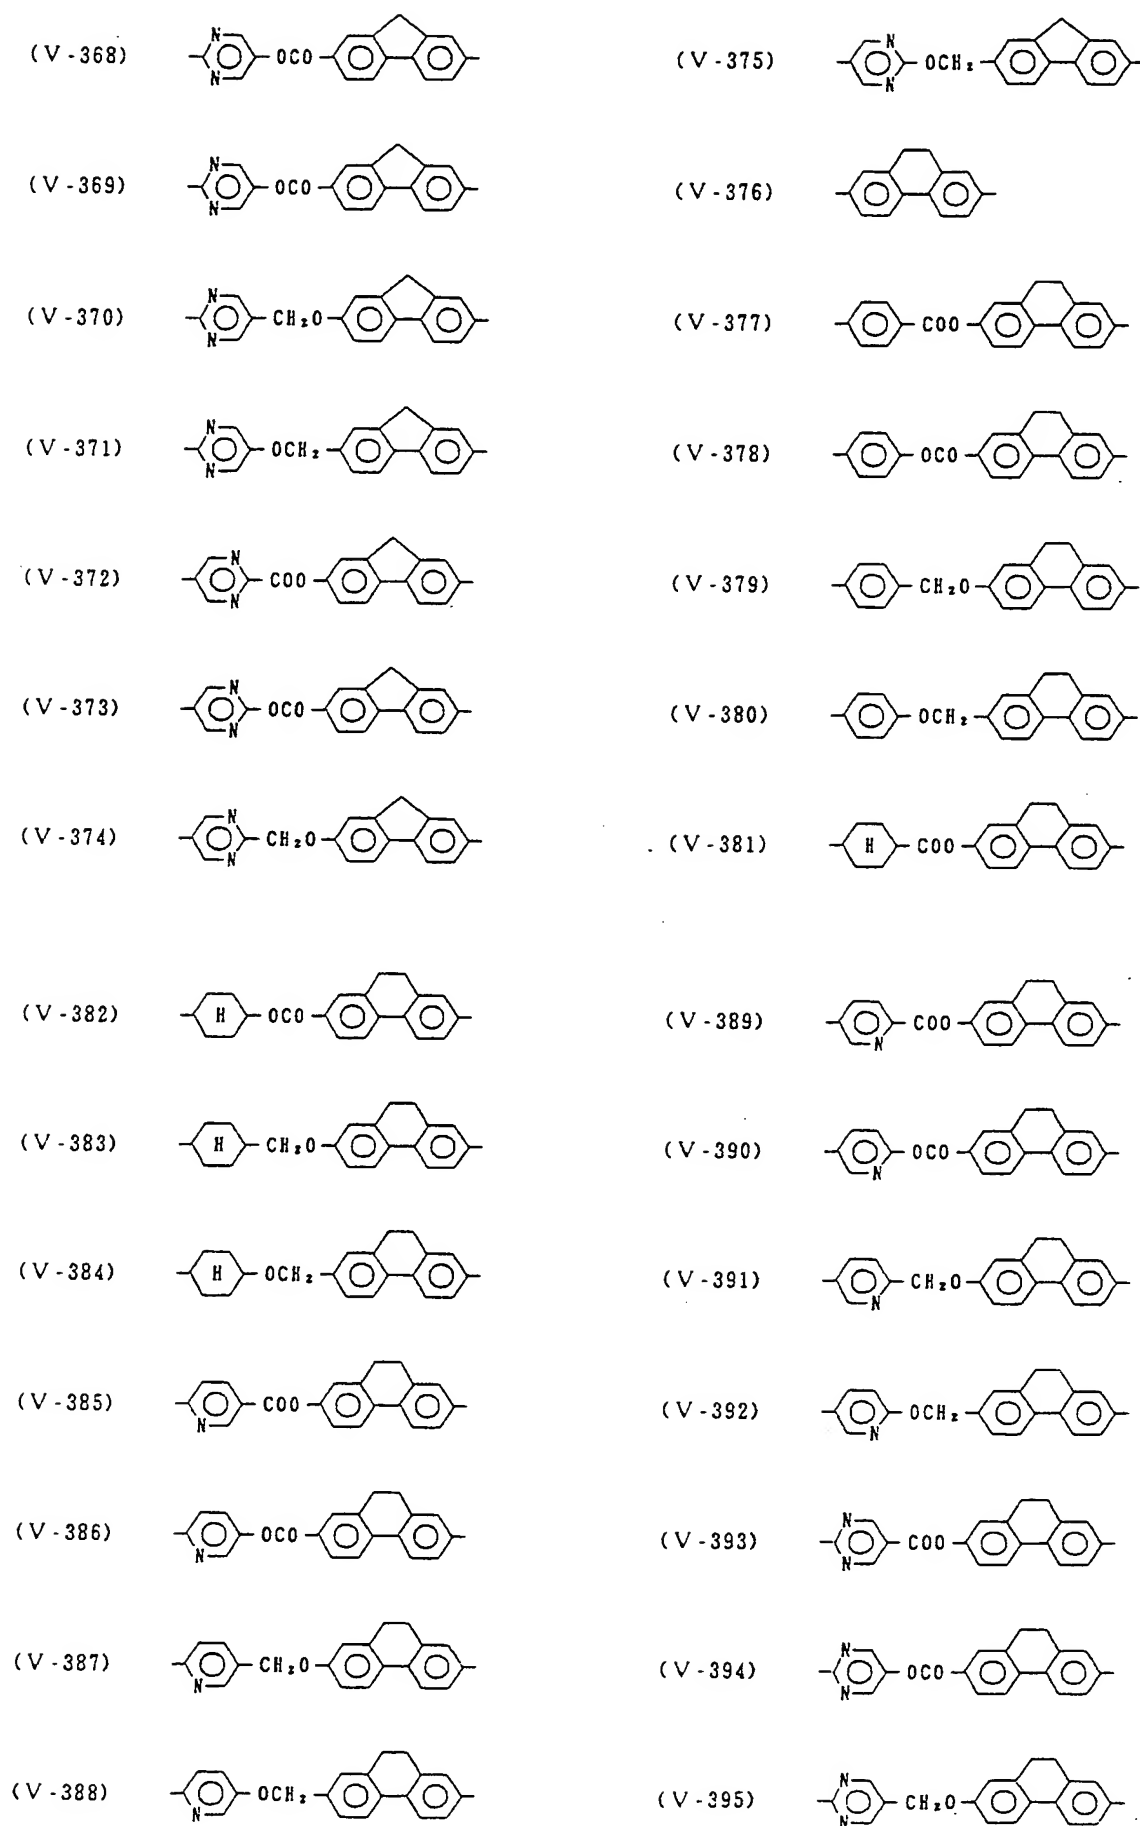 (V-368) N N OCO
(V-369) N N OCO
(V-370) N N CH₂O
(V-371) N N OCH₂
(V-372) N N COO
(V-373) N N OCO
(V-374) N N CH₂O
(V-375) N N OCH₂
(V-376)
(V-377) COO
(V-378) OCO
(V-379) CH₂O
(V-380) OCH₂
(V-381) H COO
(V-382) H OCO
(V-383) H CH₂O
(V-384) H OCH₂
(V-385) N COO
(V-386) N OCO
(V-387) N CH₂O
(V-388) N OCH₂
(V-389) N COO
(V-390) N OCO
(V-391) N CH₂O
(V-392) N OCH₂
(V-393) N N COO
(V-394) N N OCO
(V-395) N N CH₂O